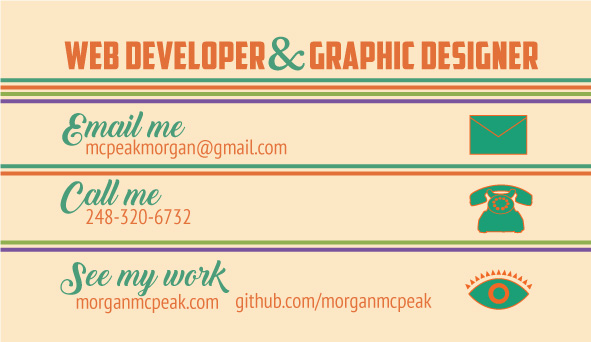 WEB DEVELOPER & GRAPHIC DESIGNER
Email me
mcpeakmorgan@gmail.com
Call me
248-320-6732
See my work
morganmcpeak.com github.com/morganmcpeak